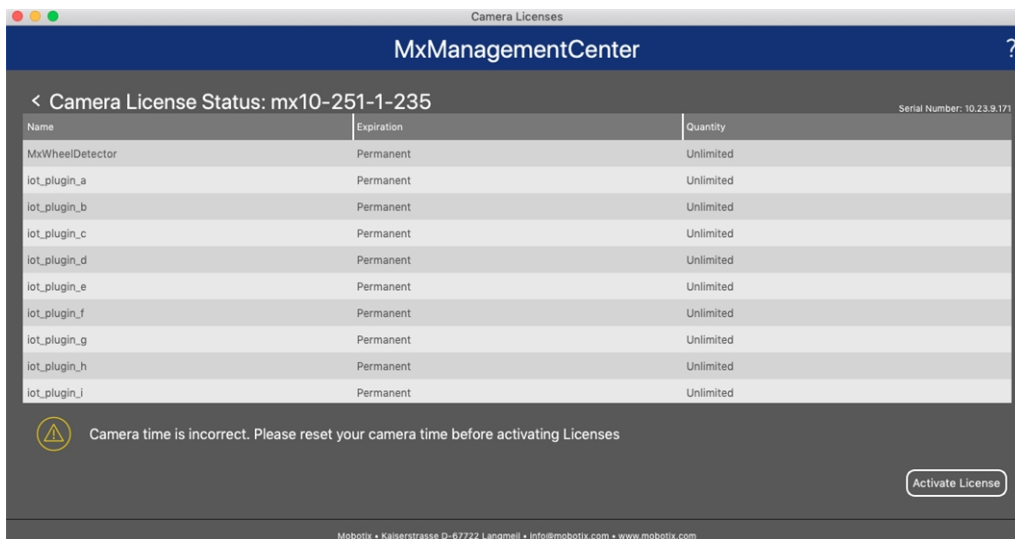 Camera Licenses
MxManagementCenter
?
< Camera License Status: mx10-251-1-235
Serial Number: 10.23.9.171
Name Expiration Quantity
MxWheelDetector Permanent Unlimited
iot_plugin_a Permanent Unlimited
iot_plugin_b Permanent Unlimited
iot_plugin_c Permanent Unlimited
iot_plugin_d Permanent Unlimited
iot_plugin_e Permanent Unlimited
iot_plugin_f Permanent Unlimited
iot_plugin_g Permanent Unlimited
iot_plugin_h Permanent Unlimited
iot_plugin_i Permanent Unlimited
Camera time is incorrect. Please reset your camera time before activating Licenses
Activate License
Mobotix • Kaiserstrasse D-67722 Langmeil • info@mobotix.com • www.mobotix.com